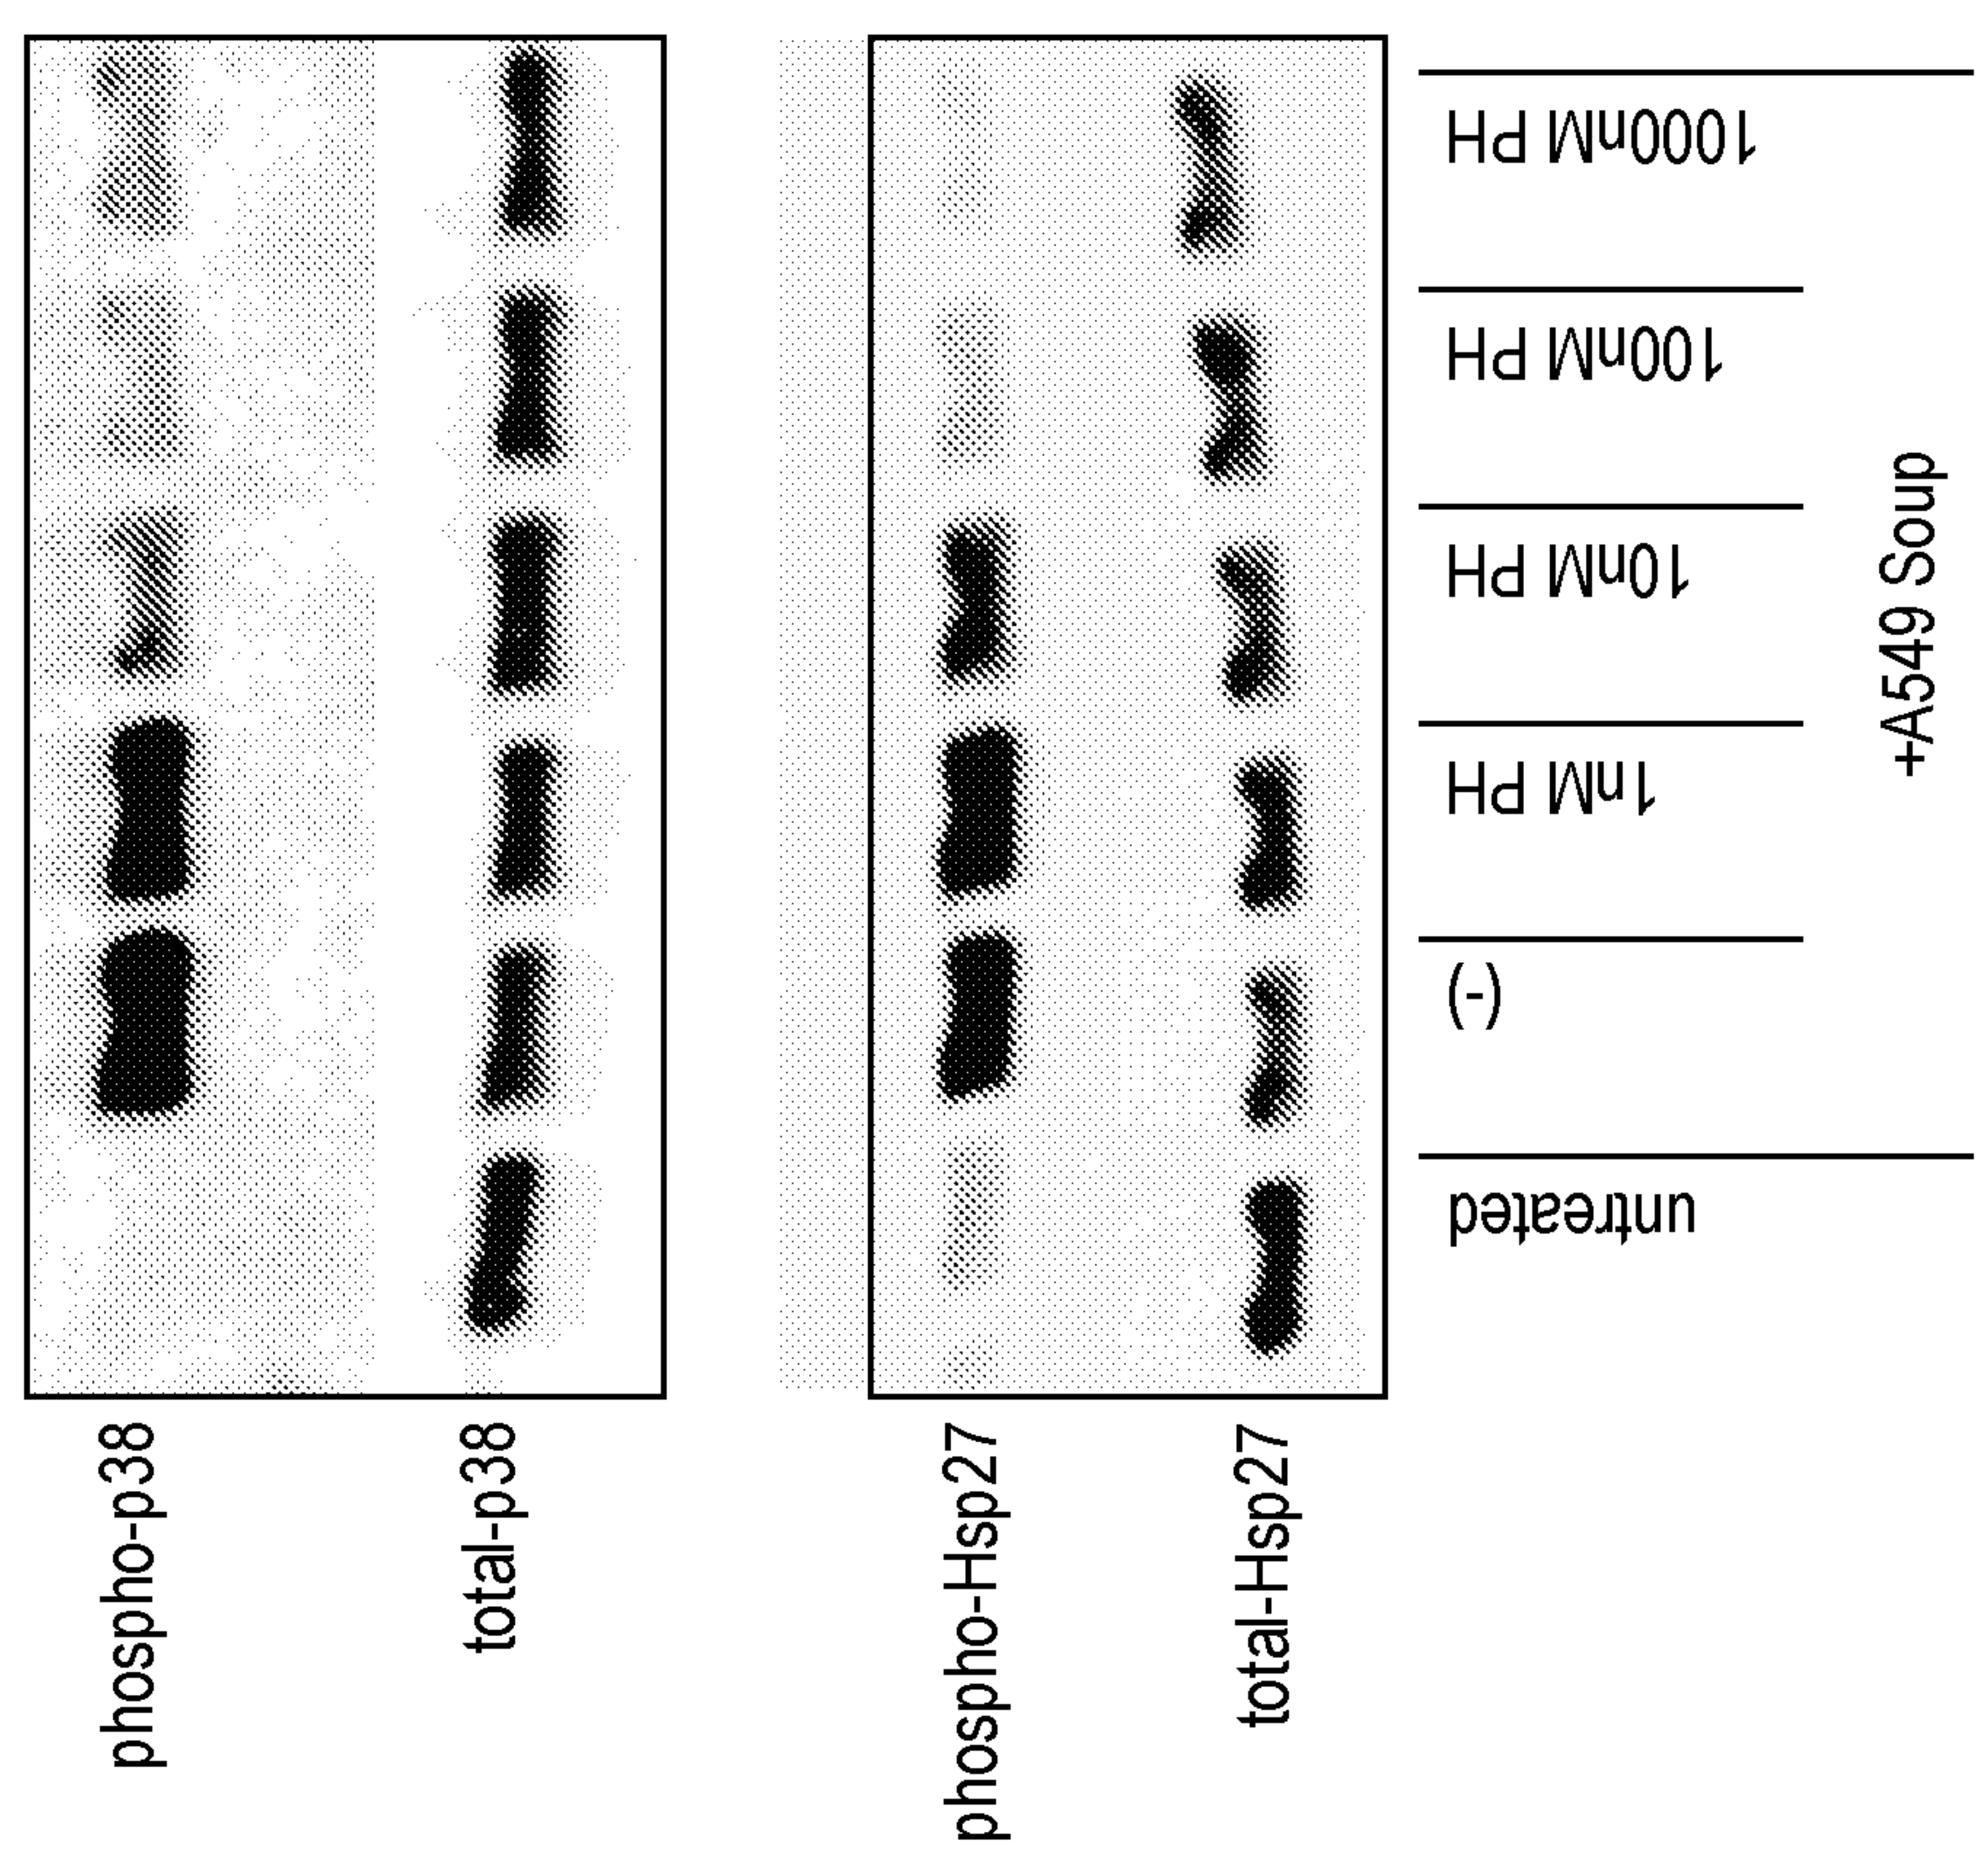 phospho-p38
total-p38
phospho-Hsp27
total-Hsp27
untreated
(-)
1nM PH
10nM PH
100nM PH
1000nM PH
+A549 Soup